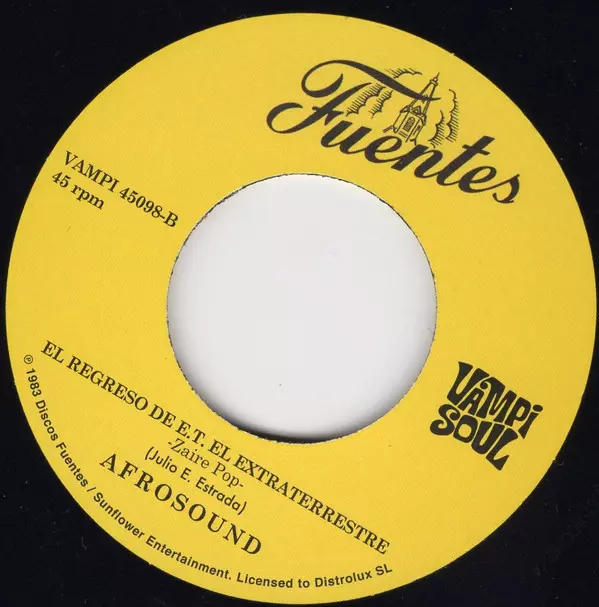 Fuentes
VAMPI 45098-B
45 rpm
VAMPI
SOUL
EL REGRESO DE E.T. EL EXTRATERRESTRE
-Zaire Pop-
(Julio E. Estrada)
AFROSOUND
℗ 1983 Discos Fuentes / Sunflower Entertainment. Licensed to Distrolux SL